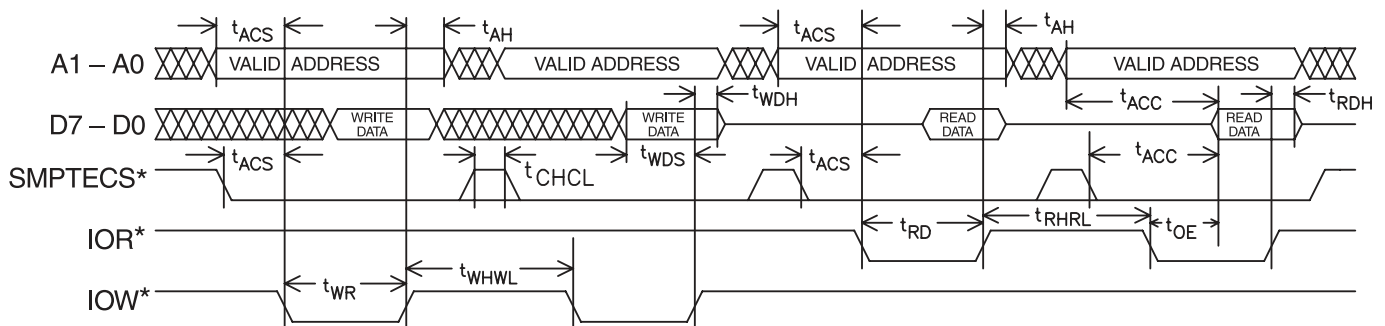 tACS tAH tACS tAH
A1 – A0 VALID ADDRESS VALID ADDRESS VALID ADDRESS VALID ADDRESS
tWDH tACC tRDH
D7 – D0 WRITE DATA WRITE DATA READ DATA READ DATA
tACS tWDS tACS tACC
SMPTECS* tCHCL
IOR* tRD tRHRL tOE
IOW* tWR tWHWL